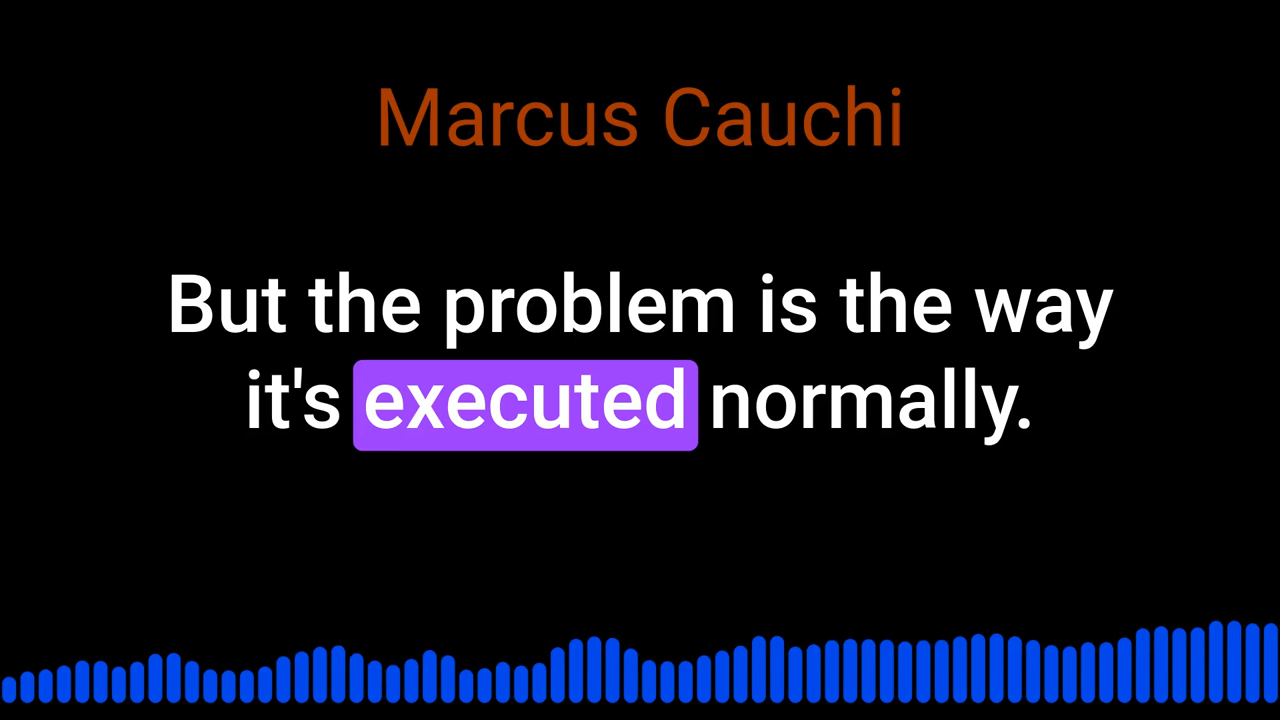 Marcus Cauchi
But the problem is the way
it's executed normally.